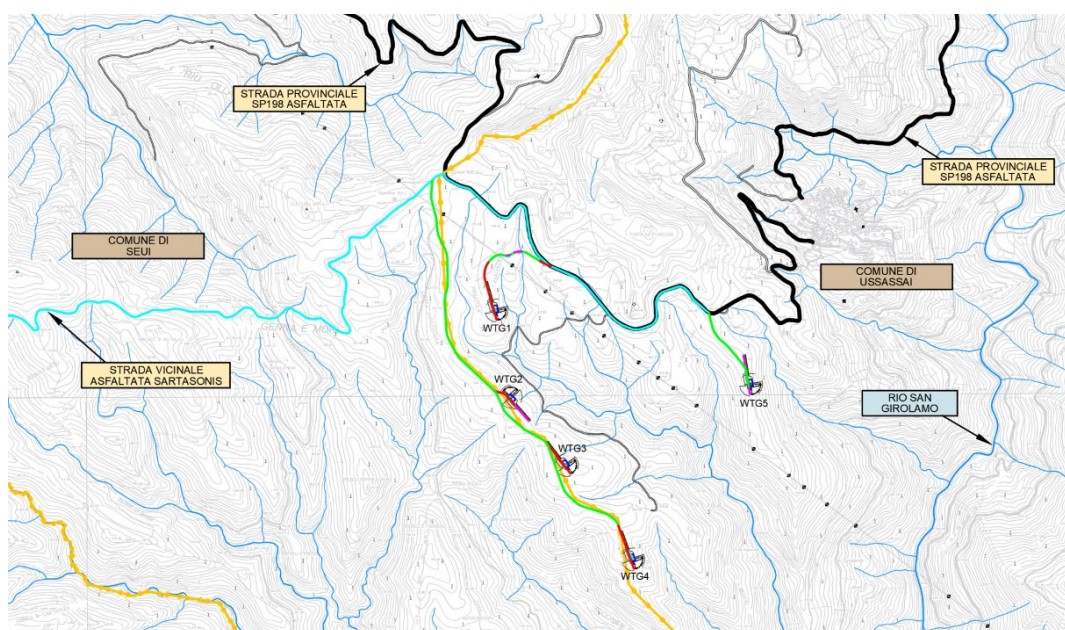 STRADA PROVINCIALE
SP198 ASFALTATA
STRADA PROVINCIALE
SP198 ASFALTATA
COMUNE DI
SEUI
COMUNE DI
USSASSAI
WTG1
STRADA VICINALE
ASFALTATA SARTASONIS
WTG2
WTG5
RIO SAN
GIROLAMO
WTG3
WTG4